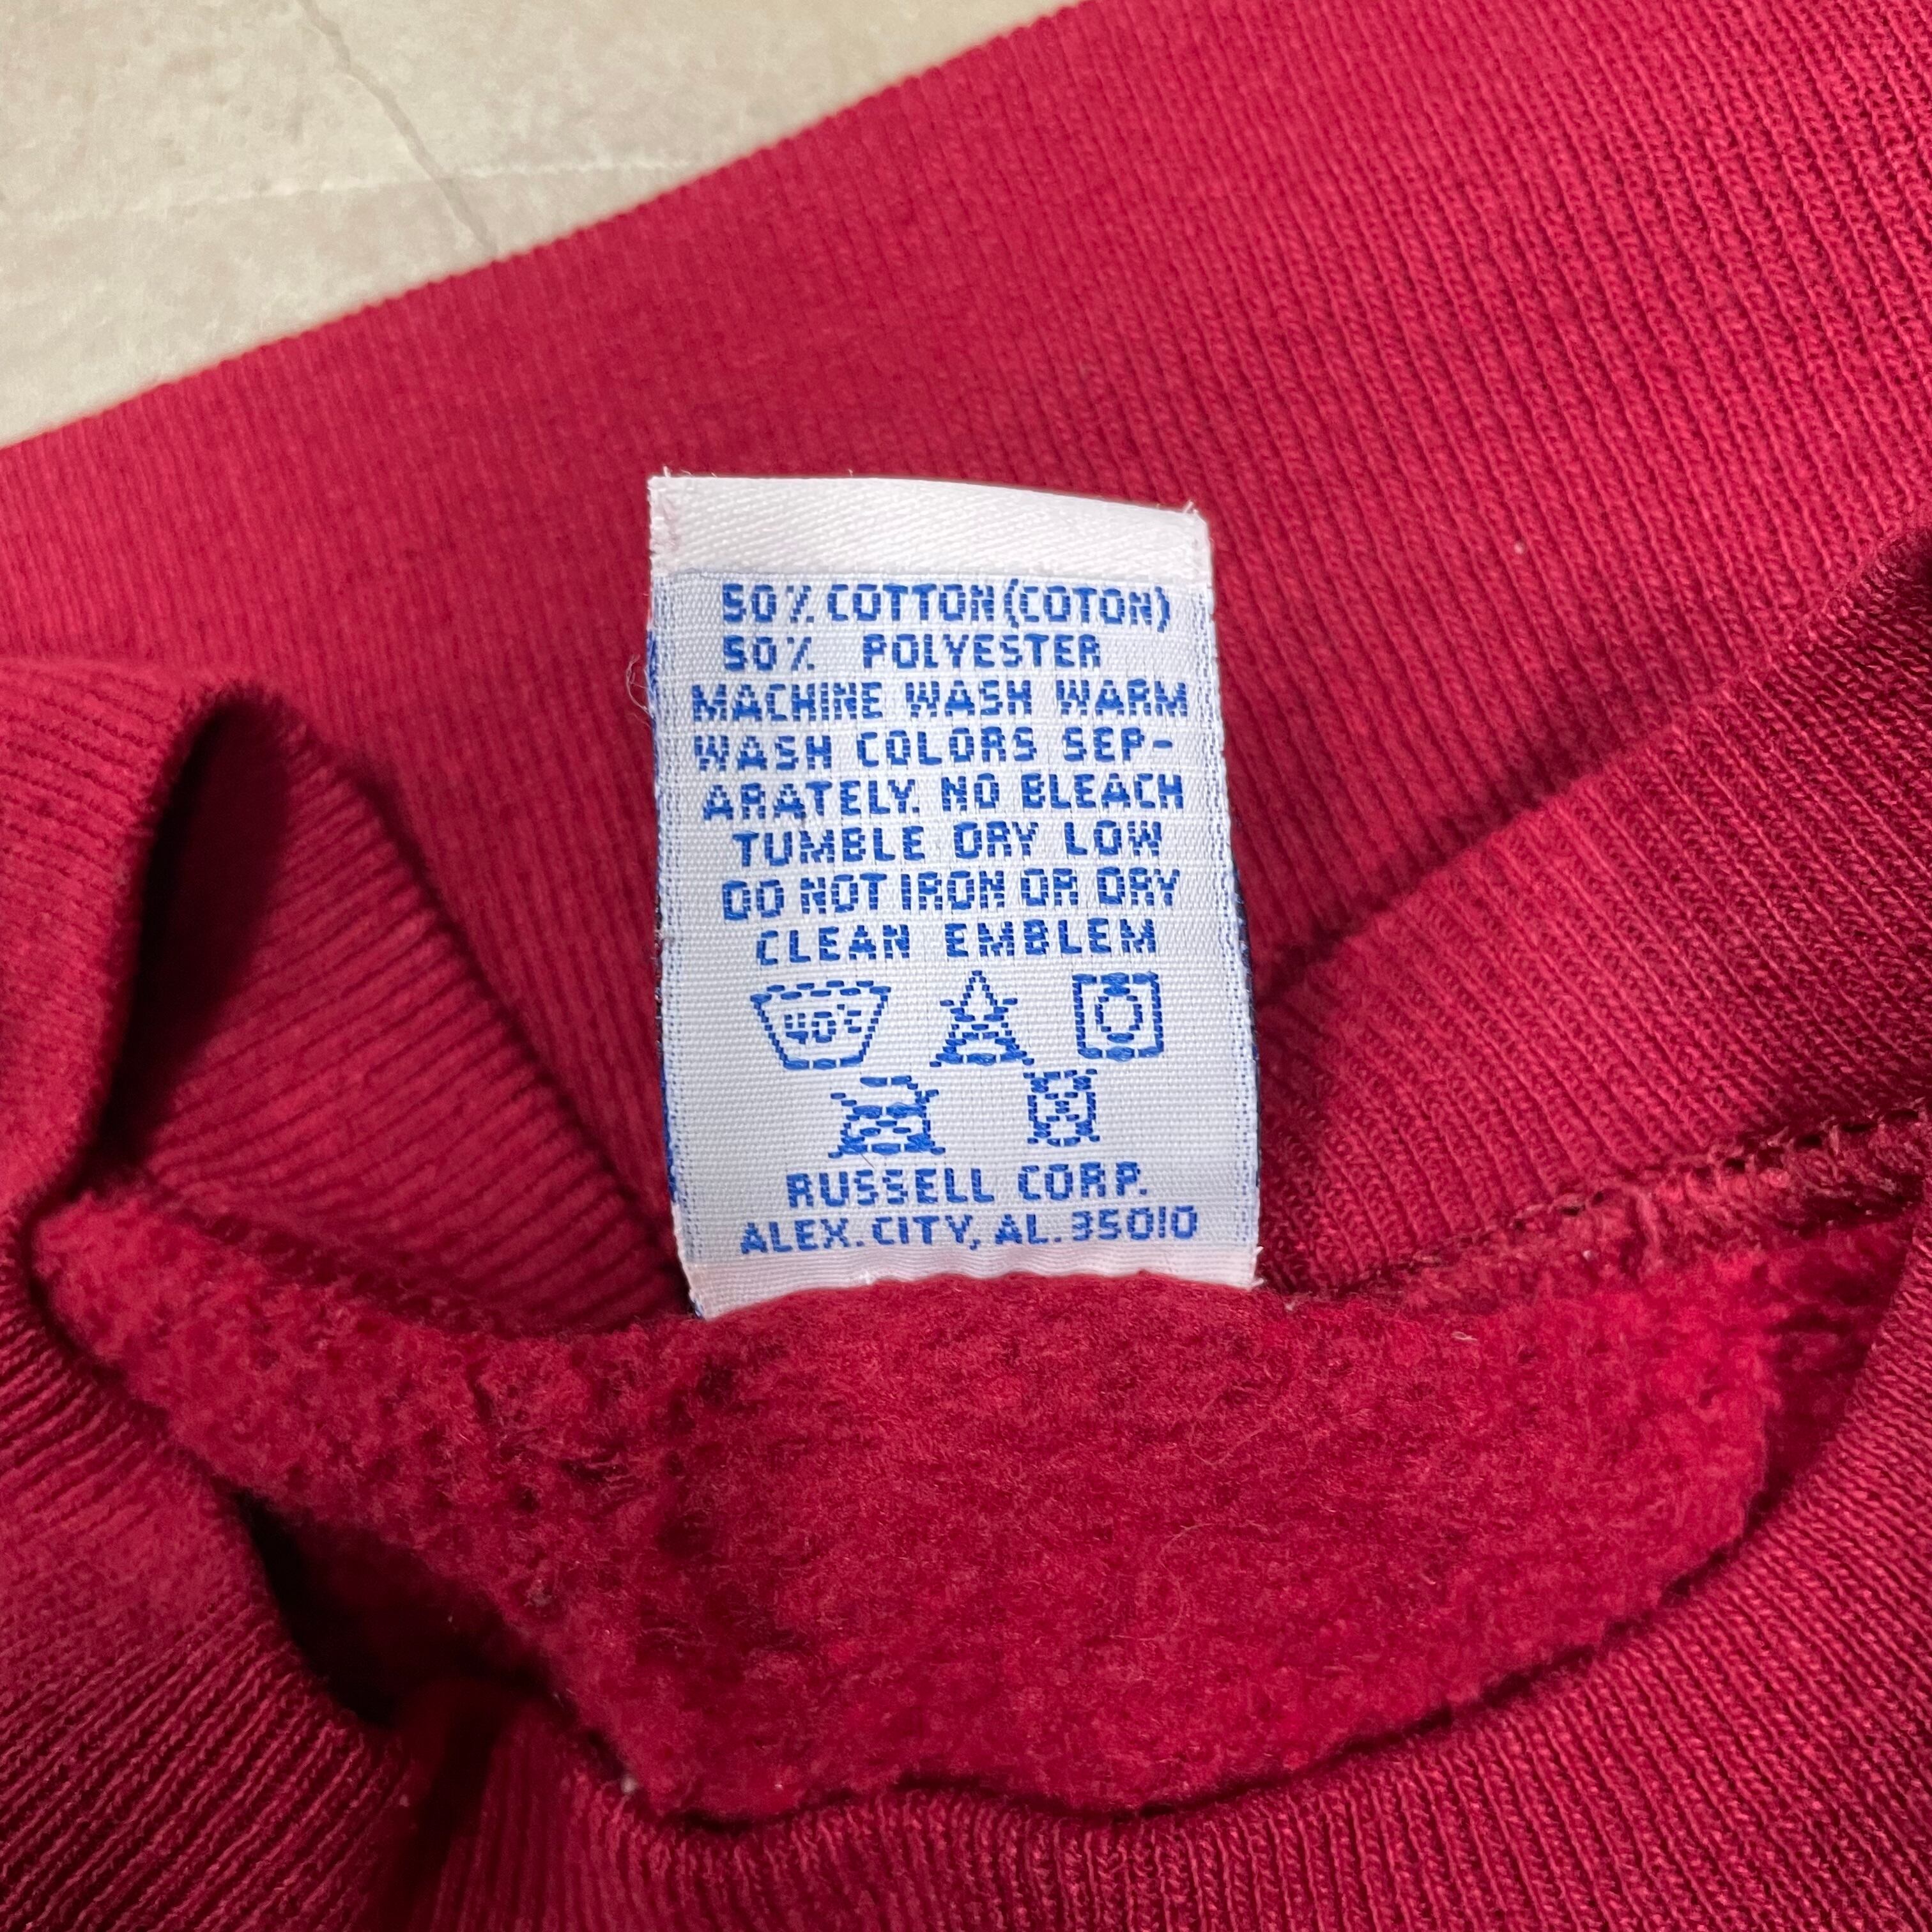 50% COTTON (COTON)
50% POLYESTER
MACHINE WASH WARM
WASH COLORS SEP-
ARATELY. NO BLEACH
TUMBLE DRY LOW
DO NOT IRON OR DRY
CLEAN EMBLEM
40°C
RUSSELL CORP.
ALEX. CITY, AL. 35010